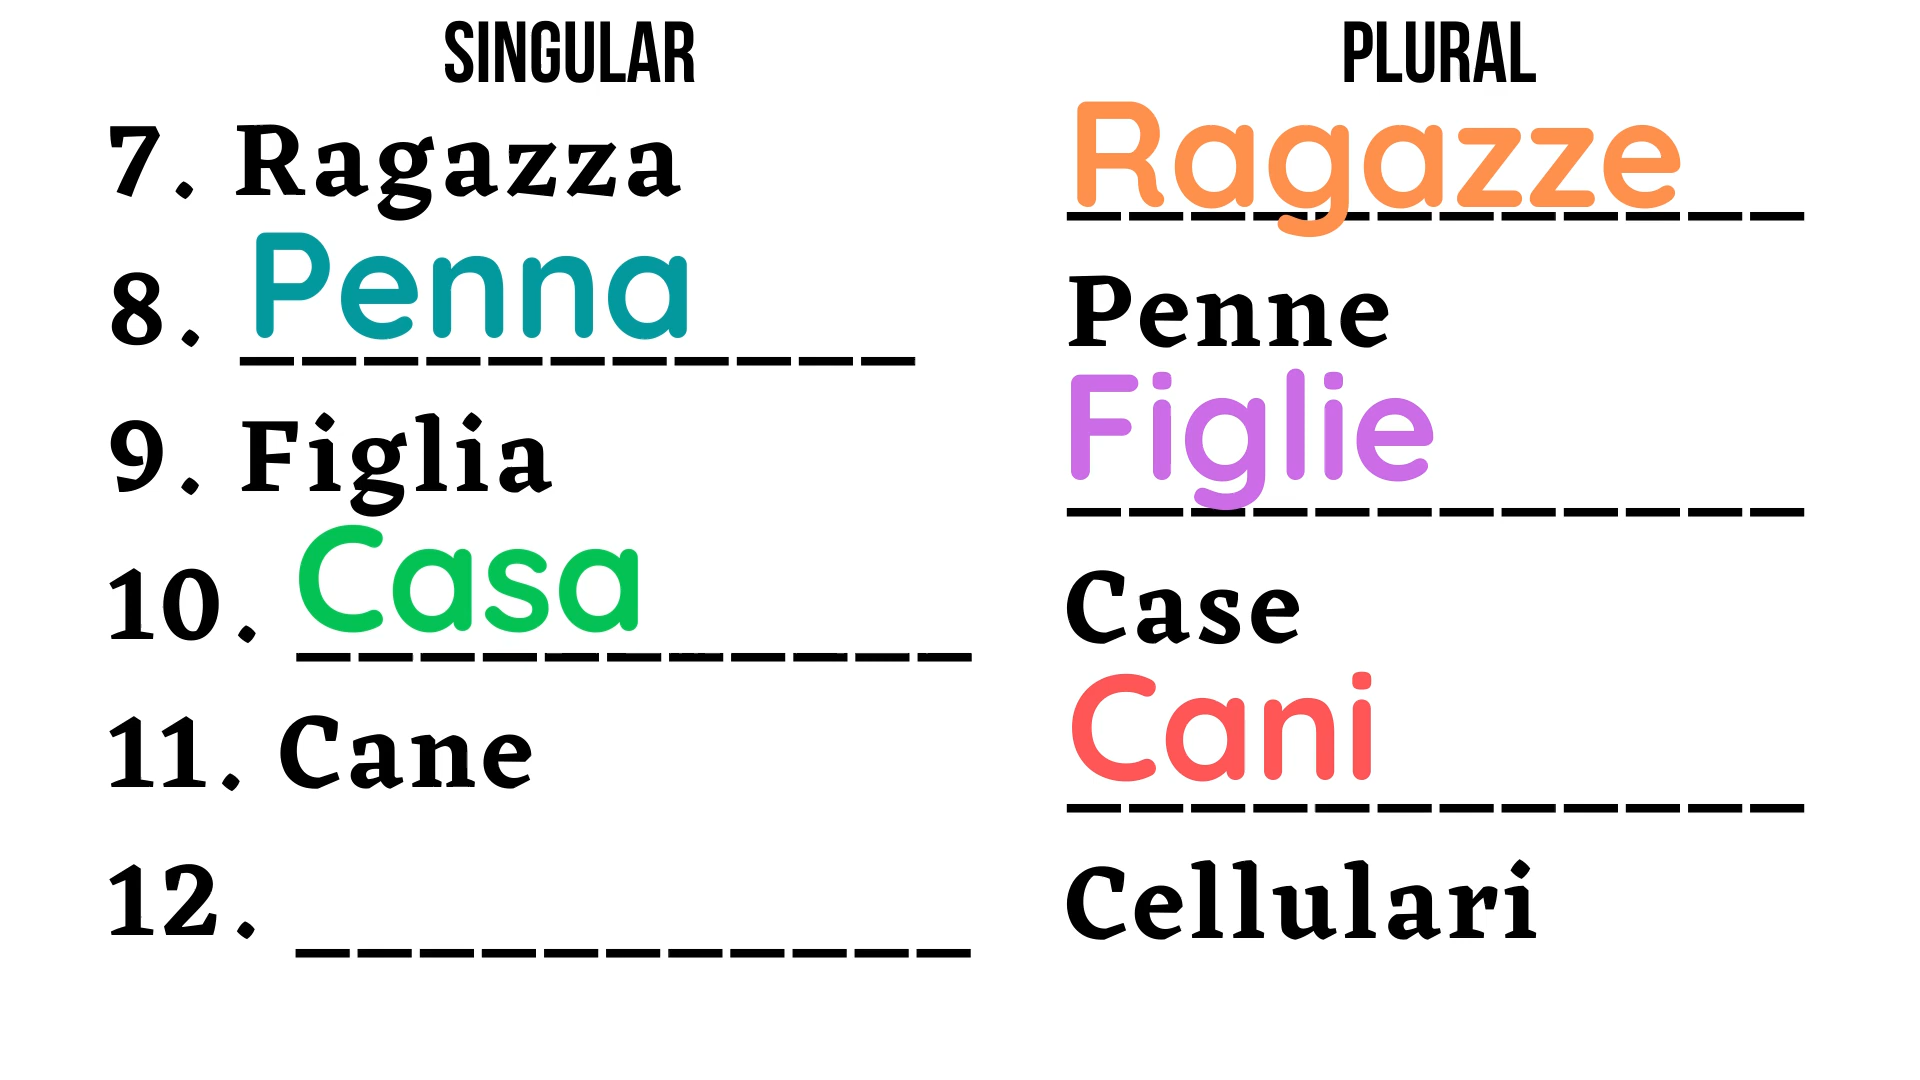 SINGULAR PLURAL
7. Ragazza Ragazze
8. Penna Penne
9. Figlia Figlie
10. Casa Case
11. Cane Cani
12. ___________ Cellulari